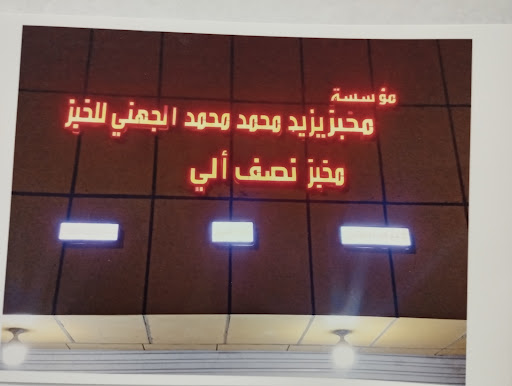 مؤسسة
مخبز يزيد محمد محمد الجهني للخبز
مخبز نصف ألي